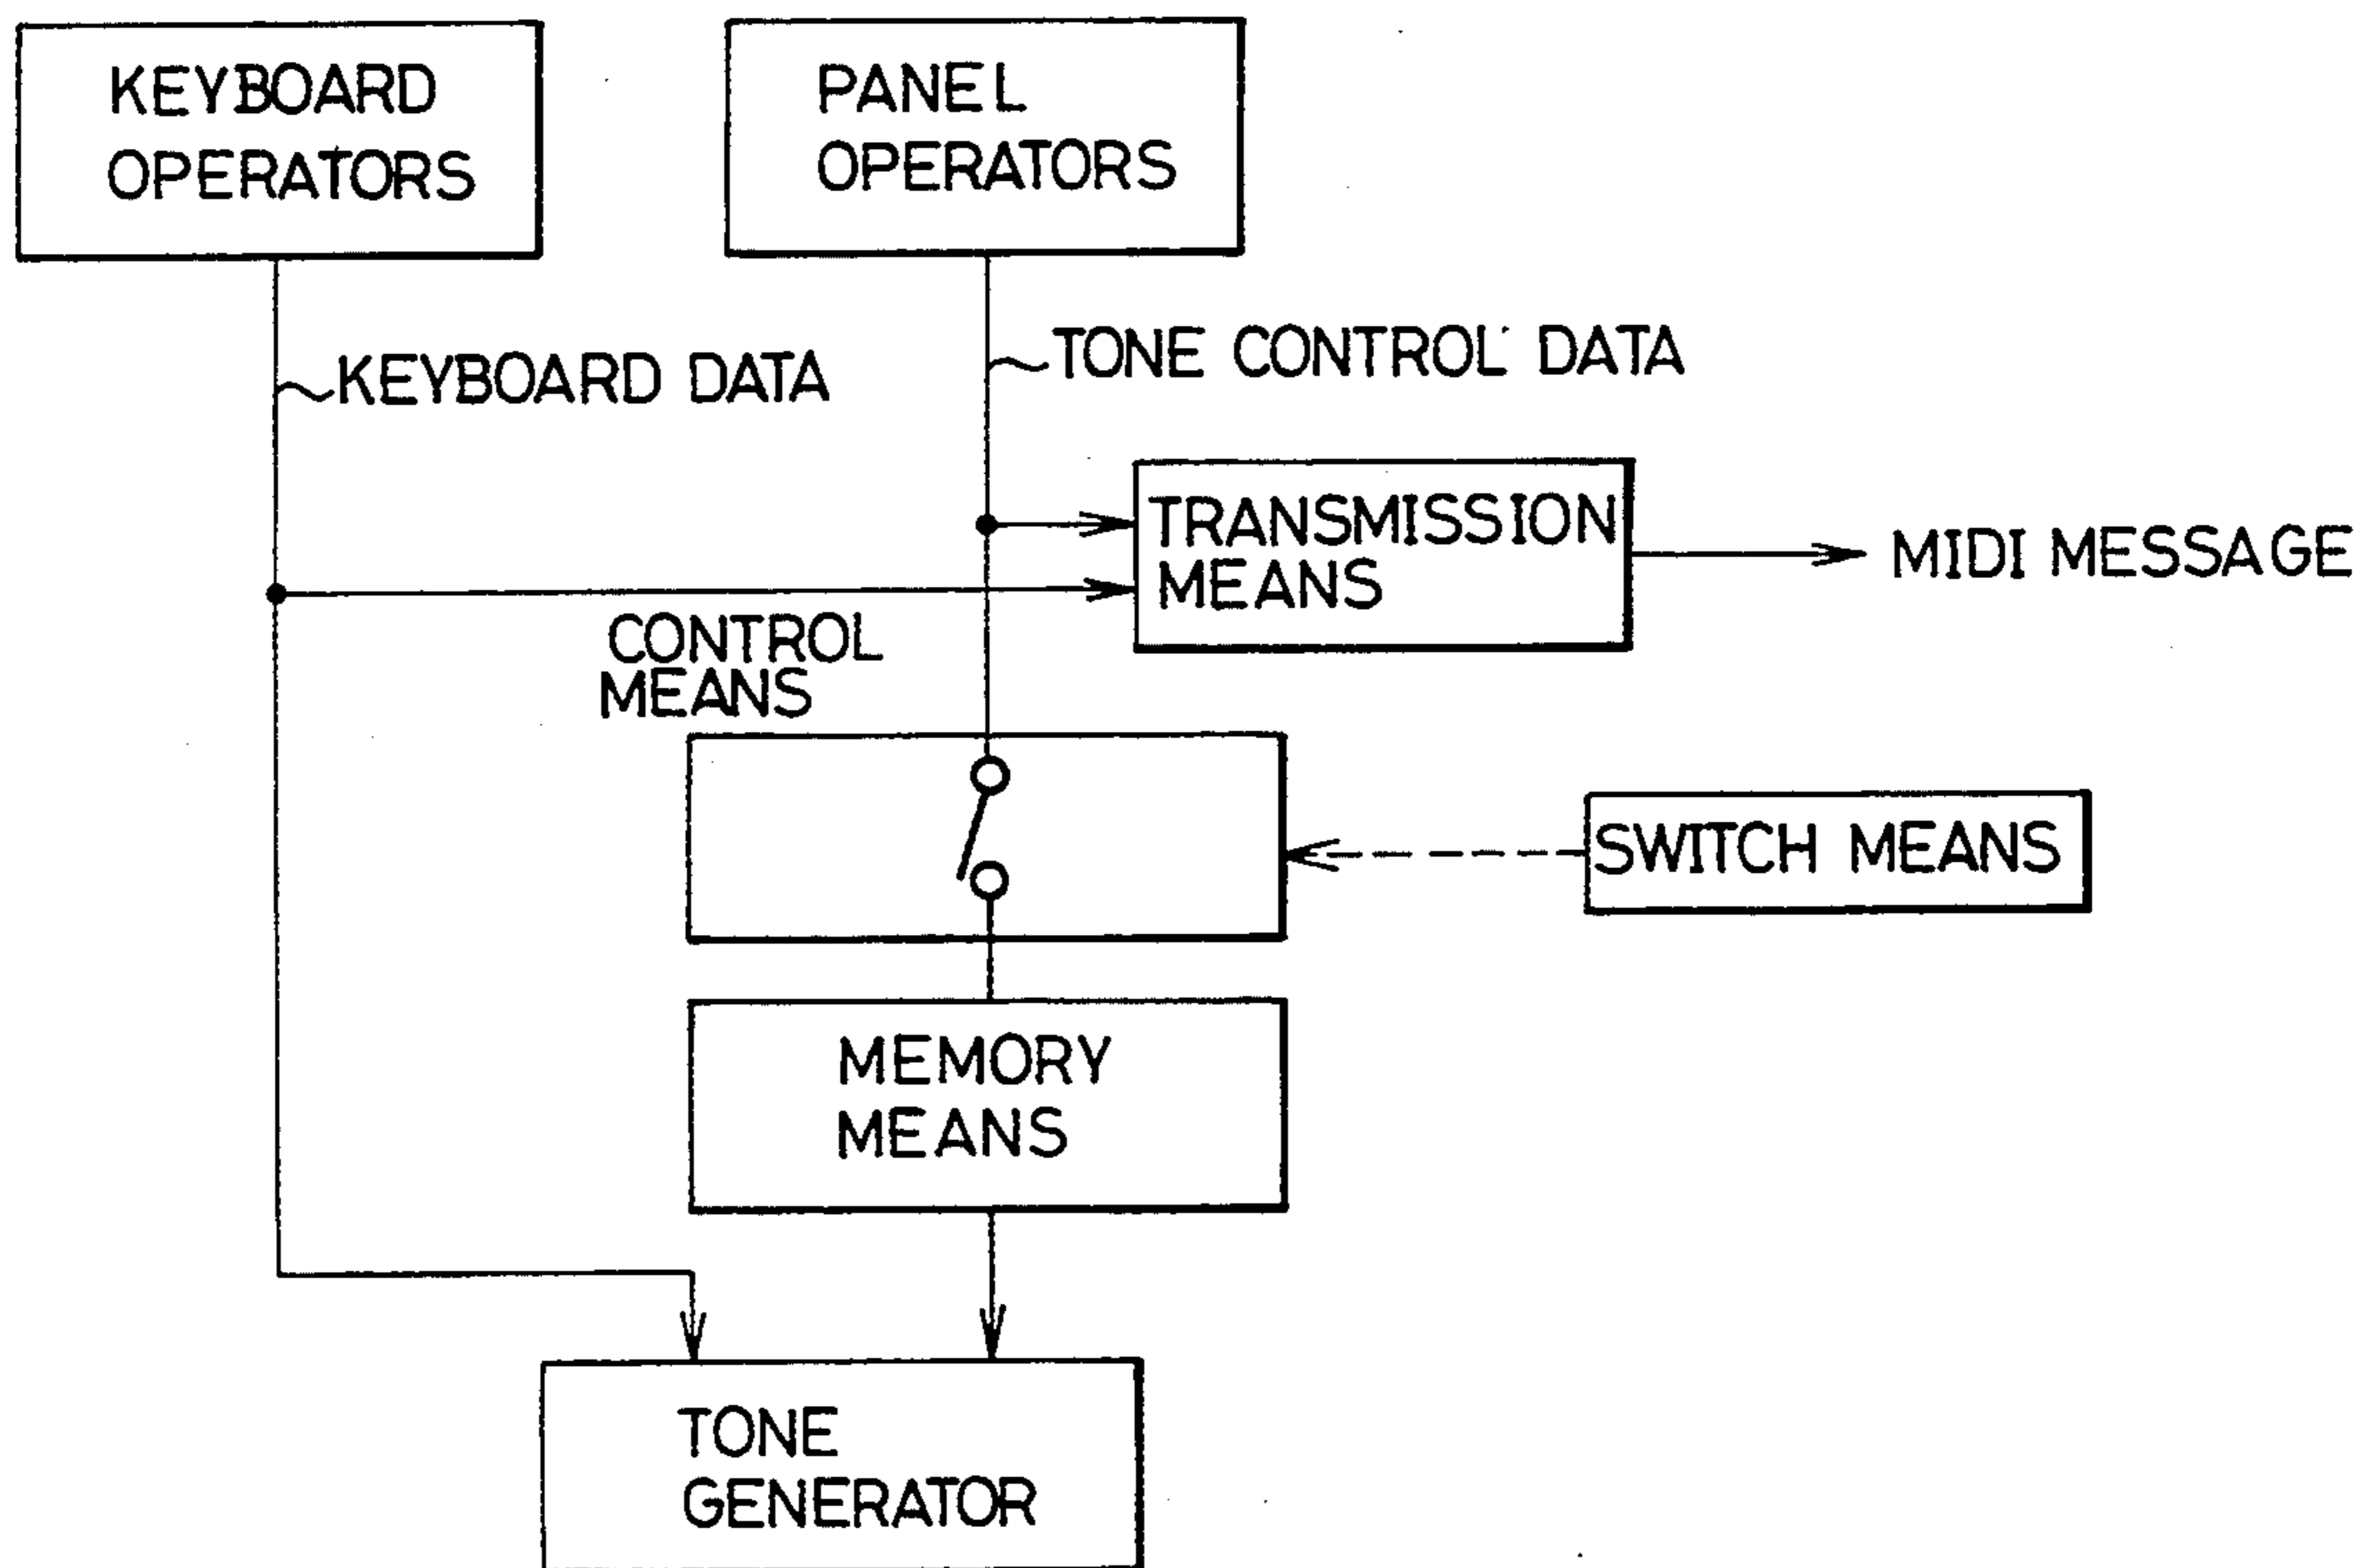 KEYBOARD
OPERATORS
PANEL
OPERATORS
KEYBOARD DATA
TONE CONTROL DATA
TRANSMISSION
MEANS
MIDI MESSAGE
CONTROL
MEANS
SWITCH MEANS
MEMORY
MEANS
TONE
GENERATOR